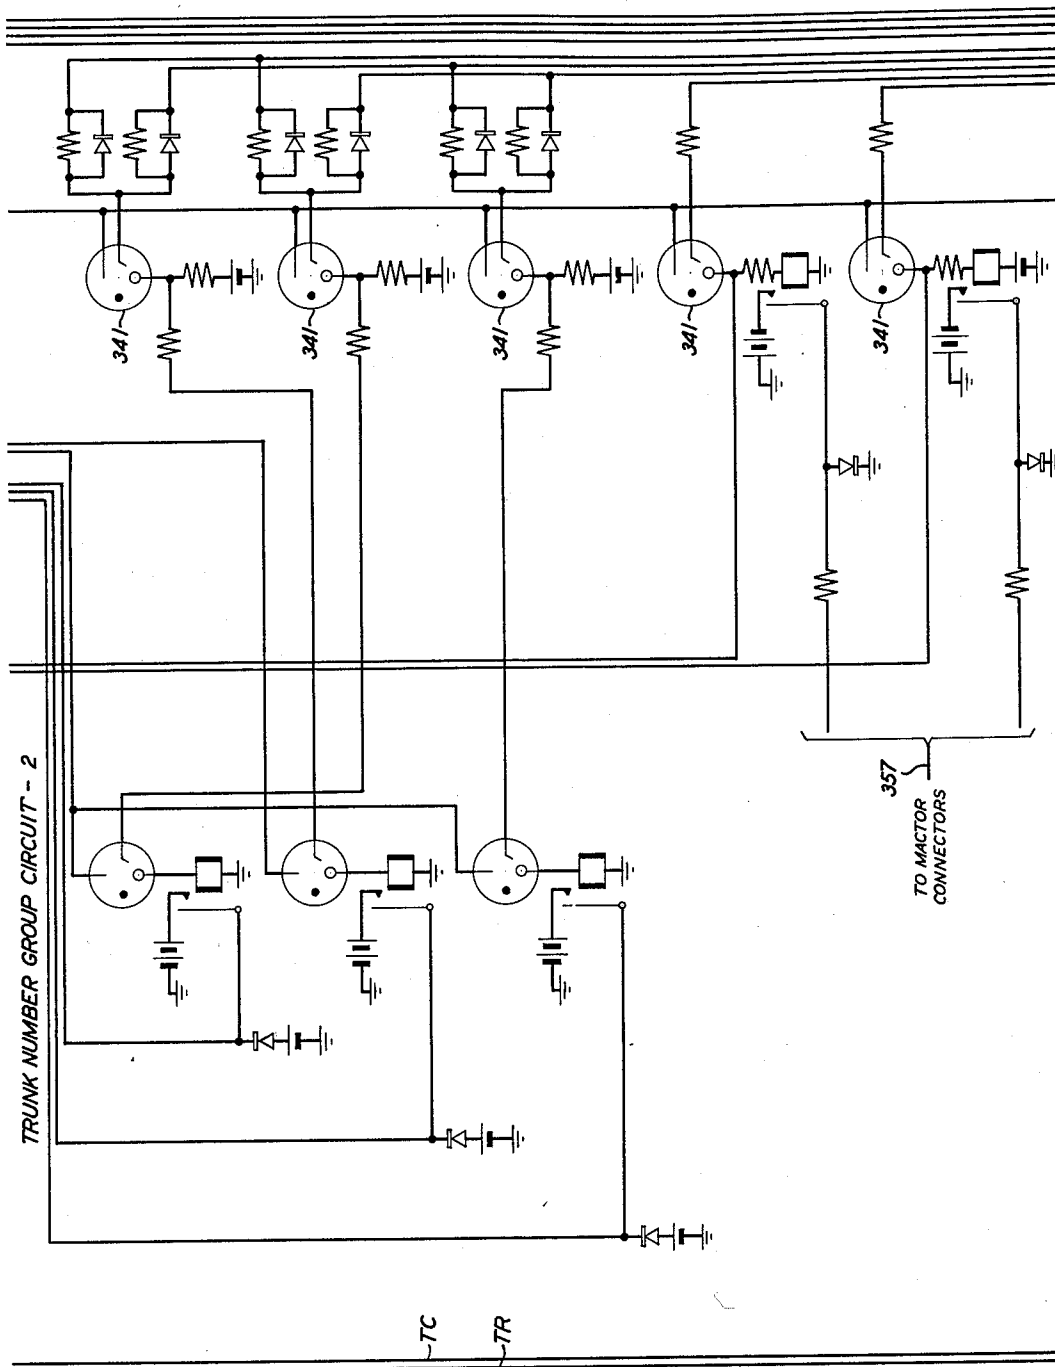 341
341
341
341
341
TRUNK NUMBER GROUP CIRCUIT - 2
357
TO MACTOR
CONNECTORS
TC
TR